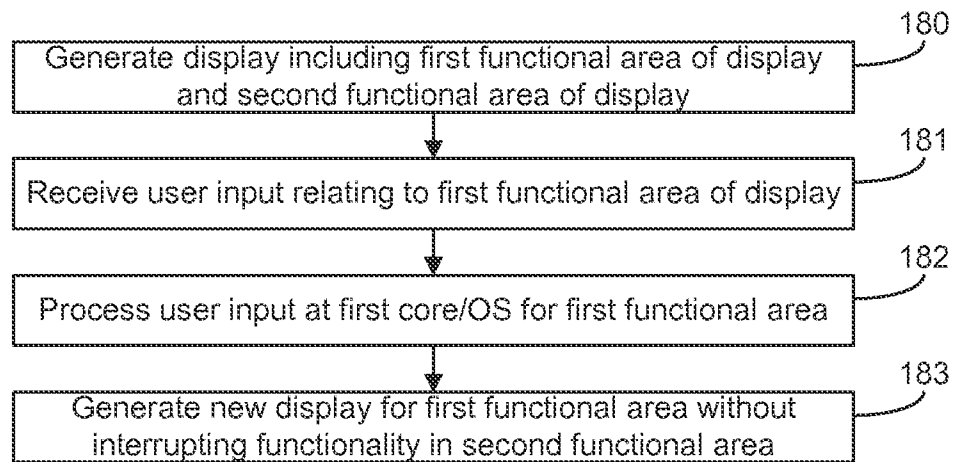 180
Generate display including first functional area of display
and second functional area of display
181
Receive user input relating to first functional area of display
182
Process user input at first core/OS for first functional area
183
Generate new display for first functional area without
interrupting functionality in second functional area